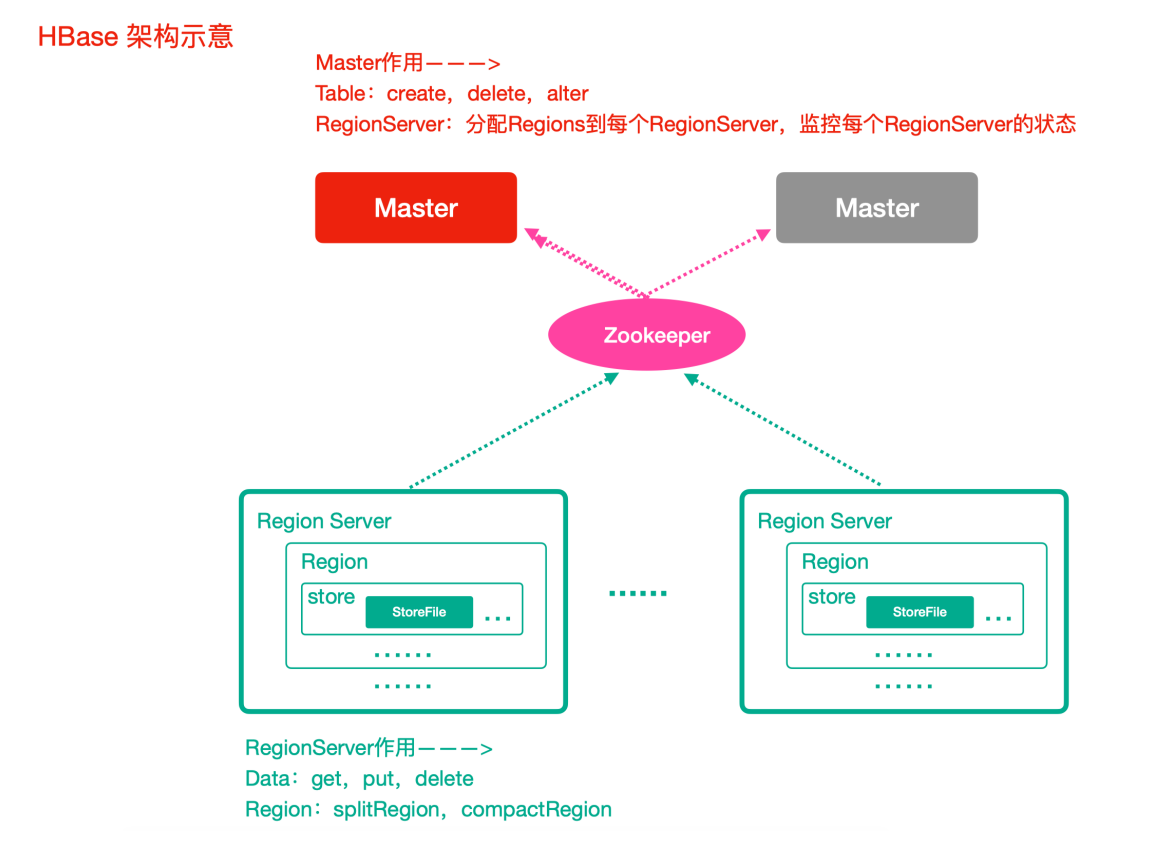 HBase 架构示意
Master作用———>
Table：create，delete，alter
RegionServer：分配Regions到每个RegionServer，监控每个RegionServer的状态
Master
Master
Zookeeper
Region Server
Region
store
StoreFile
...
......
......
......
Region Server
Region
store
StoreFile
...
......
......
RegionServer作用———>
Data：get，put，delete
Region：splitRegion，compactRegion